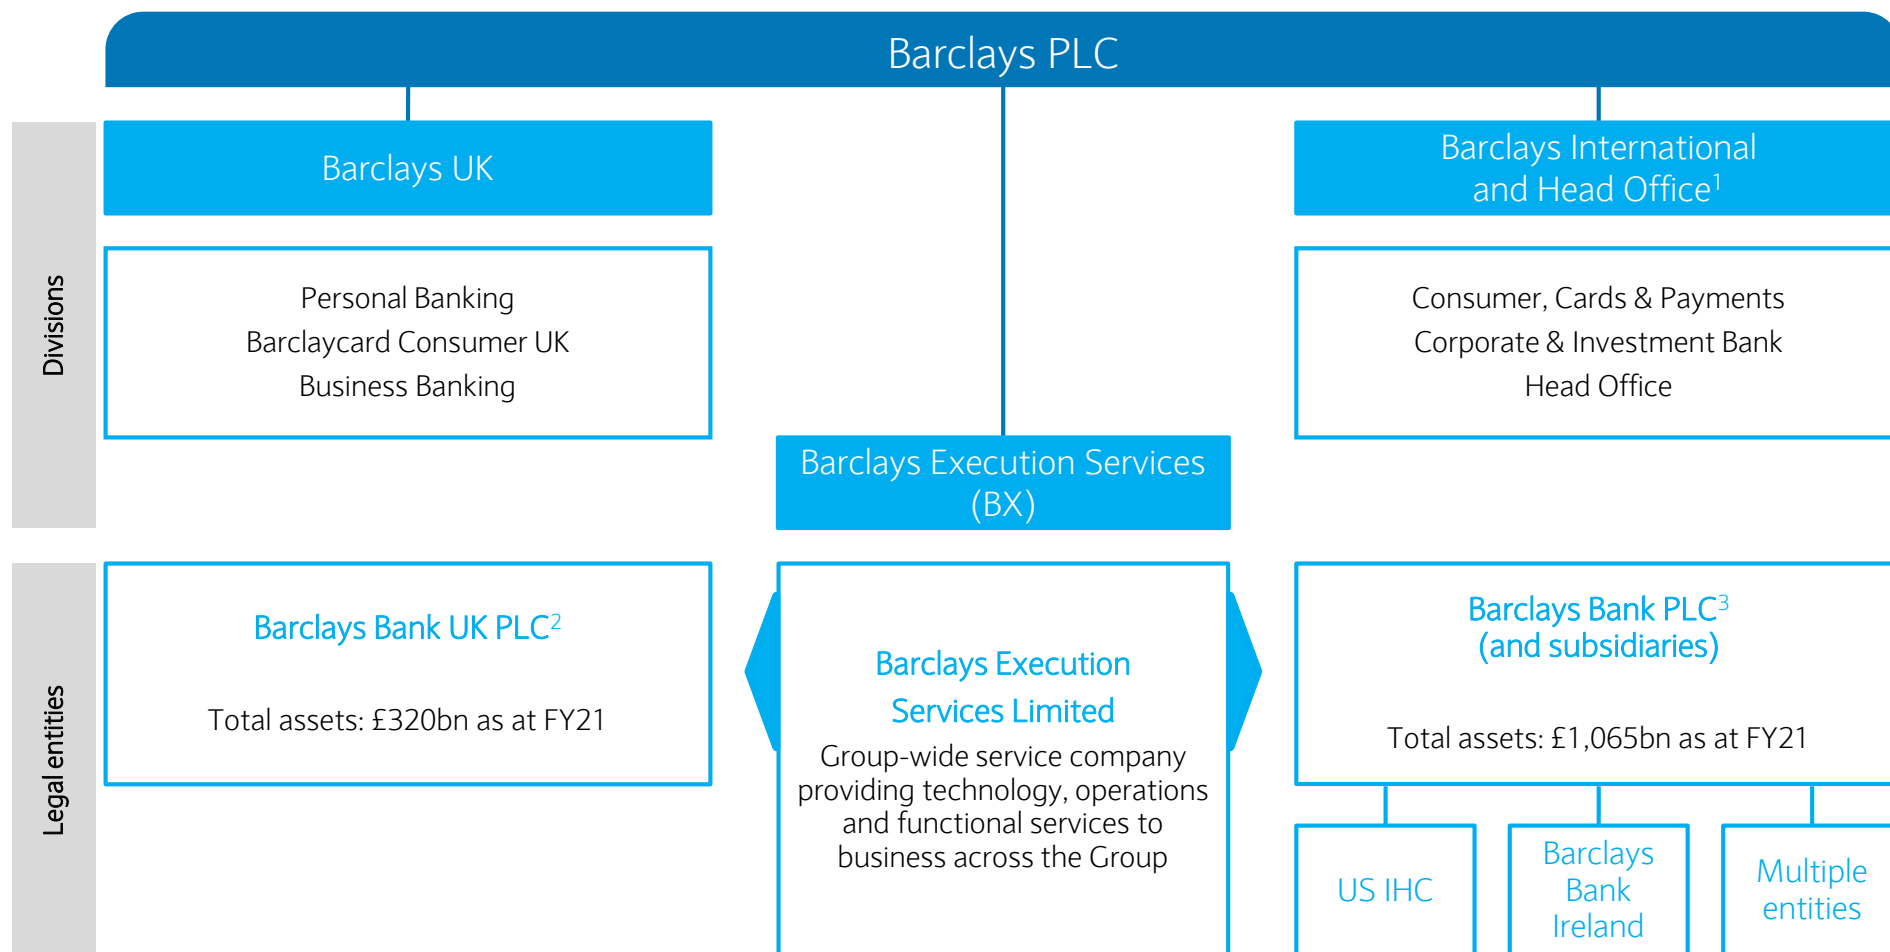 Barclays PLC
Divisions
Barclays UK
Personal Banking
Barclaycard Consumer UK
Business Banking
Barclays International
and Head Office1
Consumer, Cards & Payments
Corporate & Investment Bank
Head Office
Barclays Execution Services
(BX)
Legal entities
Barclays Bank UK PLC2
Total assets: £320bn as at FY21
Barclays Execution
Services Limited
Group-wide service company
providing technology, operations
and functional services to
business across the Group
Barclays Bank PLC3
(and subsidiaries)
Total assets: £1,065bn as at FY21
US IHC
Barclays
Bank
Ireland
Multiple
entities